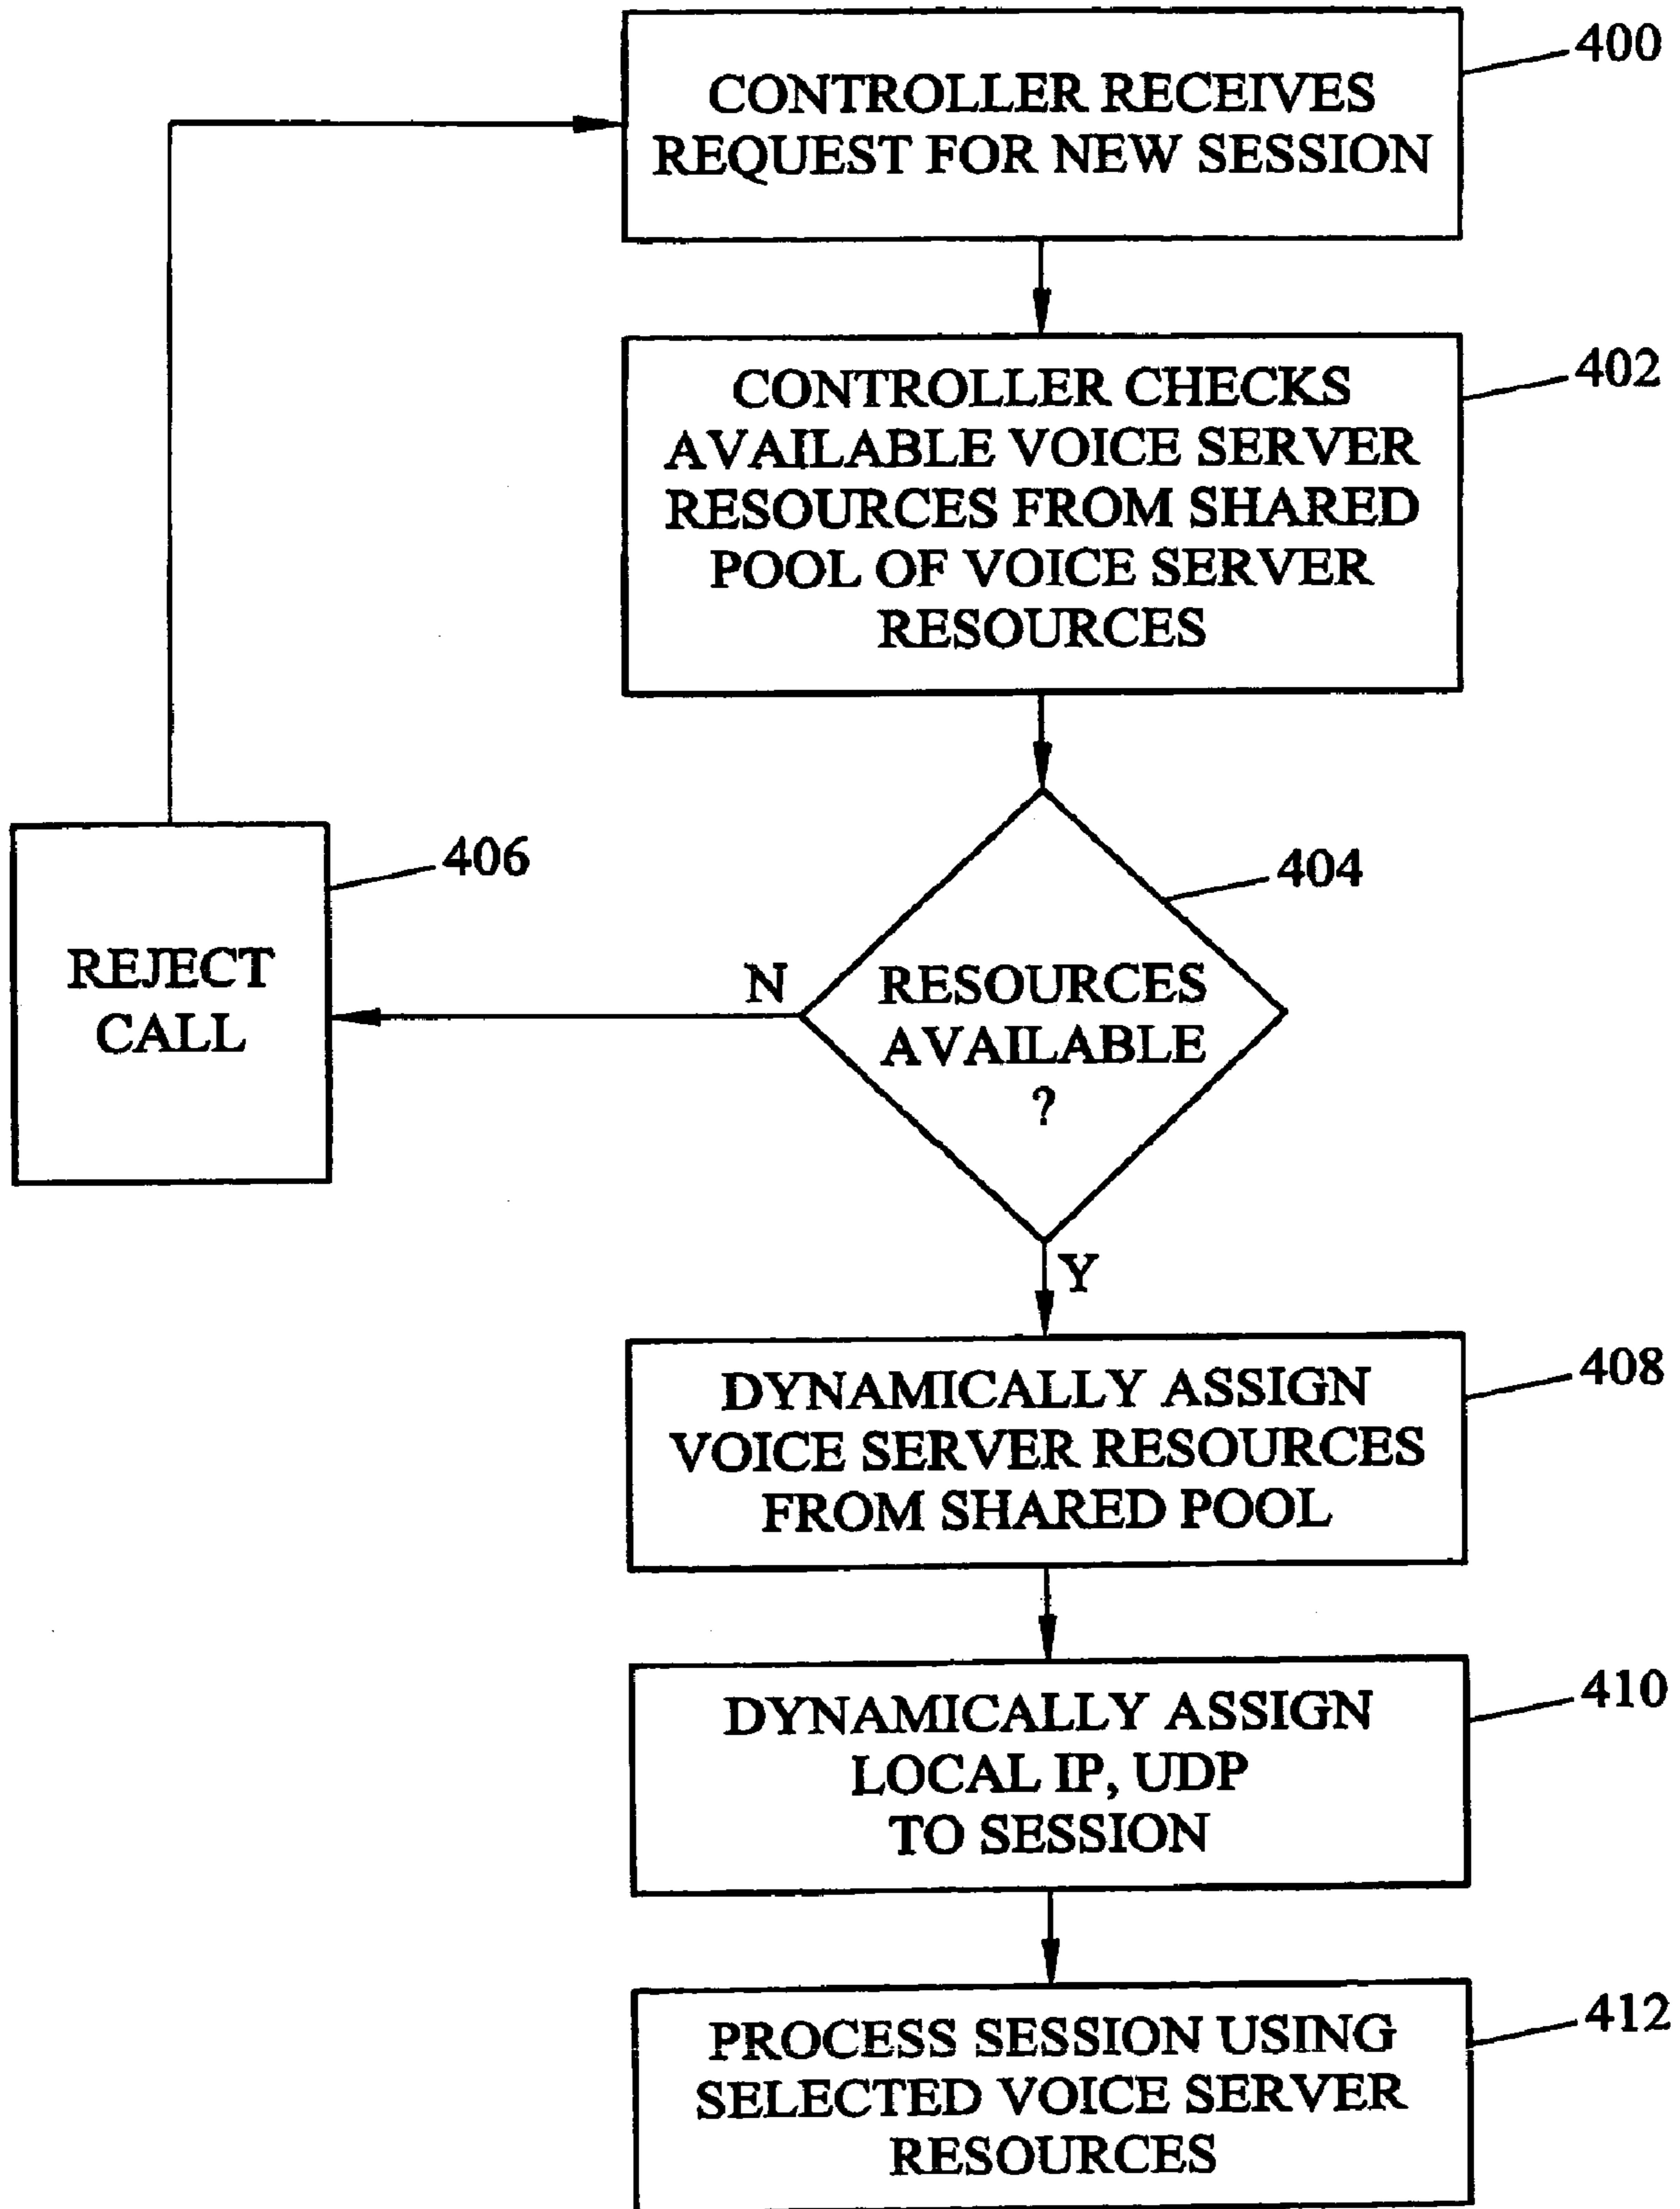 400
CONTROLLER RECEIVES
REQUEST FOR NEW SESSION
402
CONTROLLER CHECKS
AVAILABLE VOICE SERVER
RESOURCES FROM SHARED
POOL OF VOICE SERVER
RESOURCES
406
REJECT
CALL
404
N
RESOURCES
AVAILABLE
?
Y
408
DYNAMICALLY ASSIGN
VOICE SERVER RESOURCES
FROM SHARED POOL
410
DYNAMICALLY ASSIGN
LOCAL IP, UDP
TO SESSION
412
PROCESS SESSION USING
SELECTED VOICE SERVER
RESOURCES